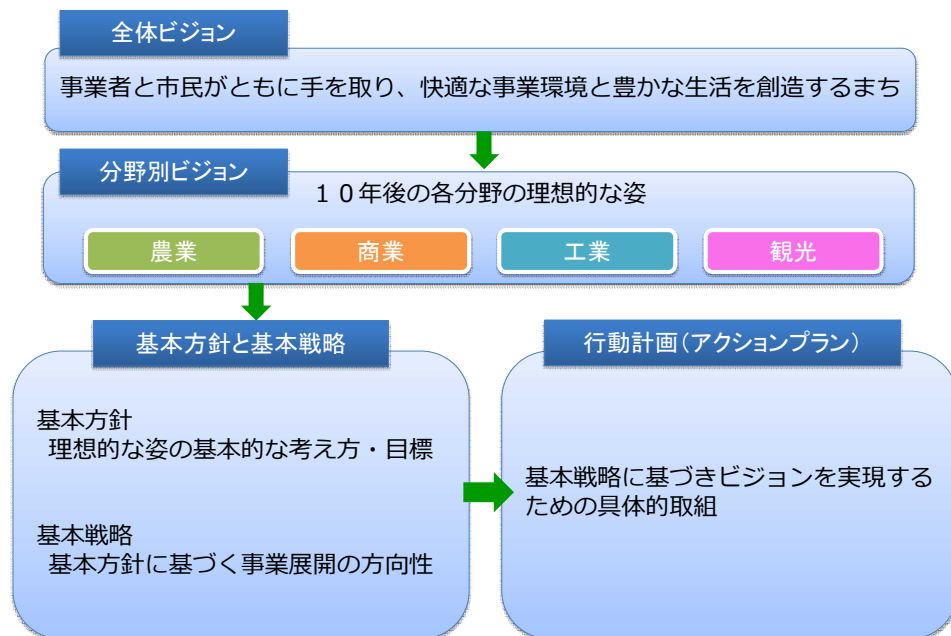 全体ビジョン
事業者と市民がともに手を取り、快適な事業環境と豊かな生活を創造するまち
分野別ビジョン
１０年後の各分野の理想的な姿
農業
商業
工業
観光
基本方針と基本戦略
基本方針
理想的な姿の基本的な考え方・目標
基本戦略
基本方針に基づく事業展開の方向性
行動計画（アクションプラン）
基本戦略に基づきビジョンを実現する
ための具体的取組